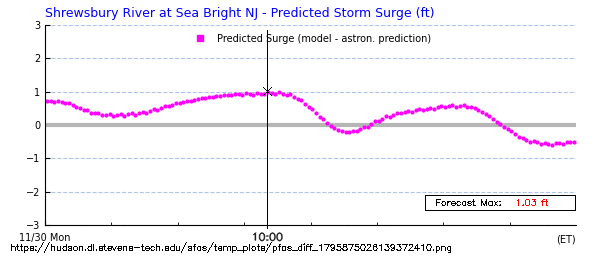 Shrewsbury River at Sea Bright NJ - Predicted Storm Surge (ft)
3
Predicted Surge (model - astron. prediction)
2
1
0
−1
−2
Forecast Max: 1.03 ft
−3
11/30 Mon 10:00 (ET)
https://hudson.dl.stevens-tech.edu/sfas/temp_plots/pfas_diff_1795875026139372410.png